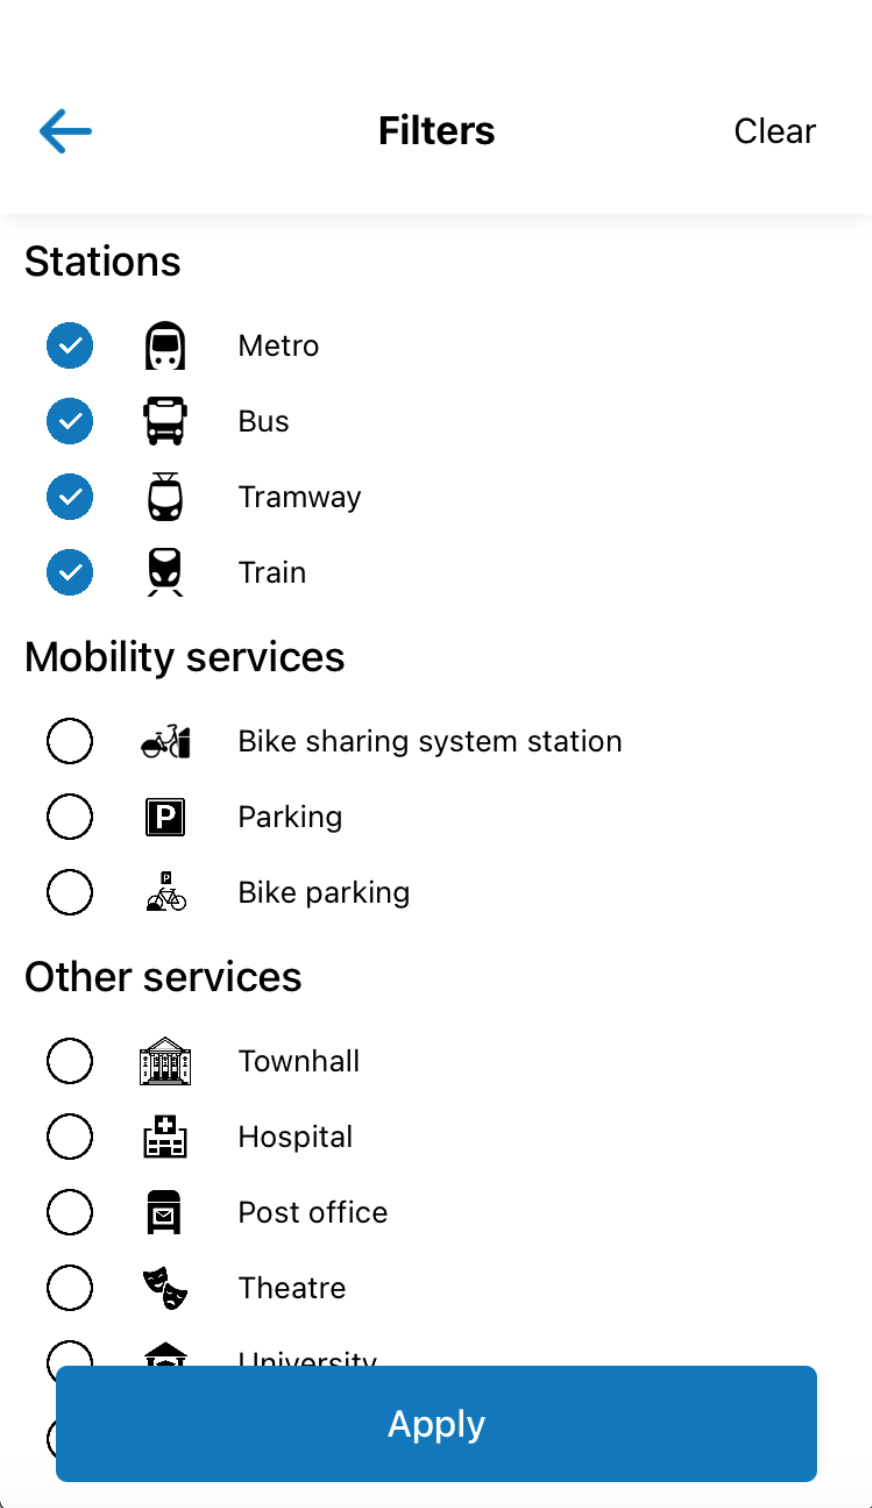 Filters
Clear
Stations
Metro
Bus
Tramway
Train
Mobility services
Bike sharing system station
P Parking
P Bike parking
Other services
Townhall
Hospital
Post office
Theatre
University
Apply